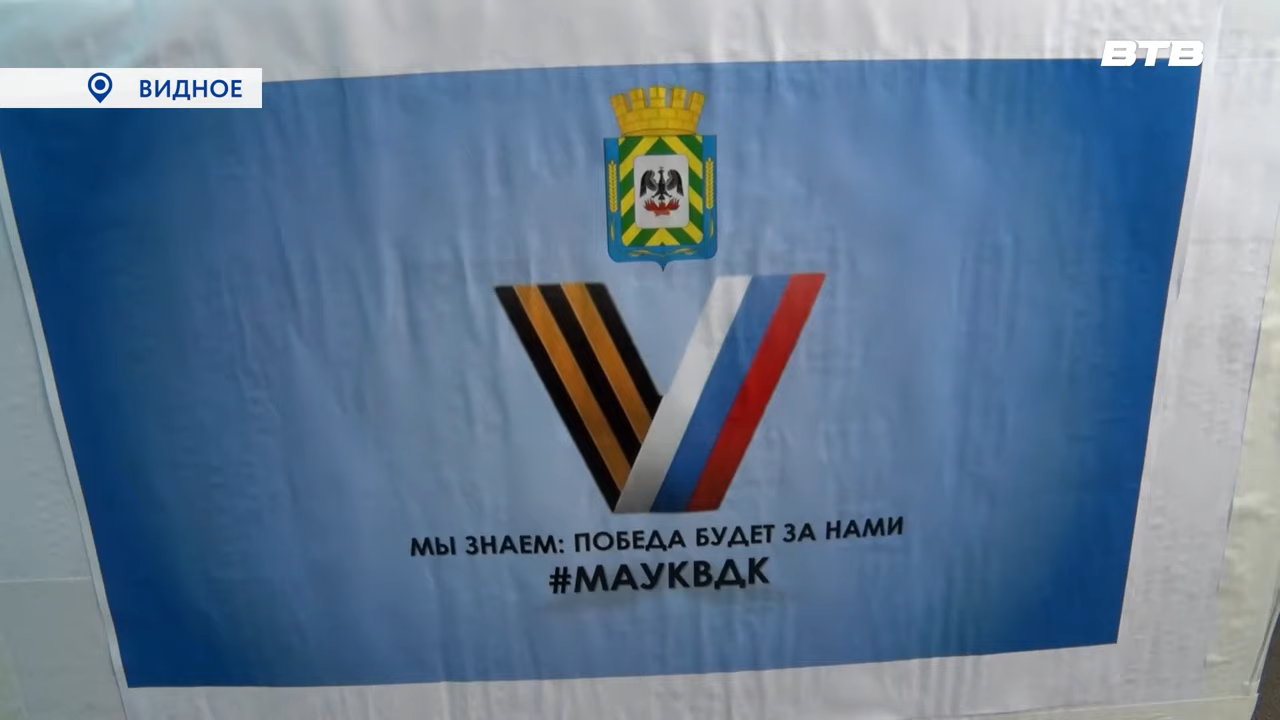 ВТВ
ВИДНОЕ
МЫ ЗНАЕМ: ПОБЕДА БУДЕТ ЗА НАМИ
#МАУКВДК